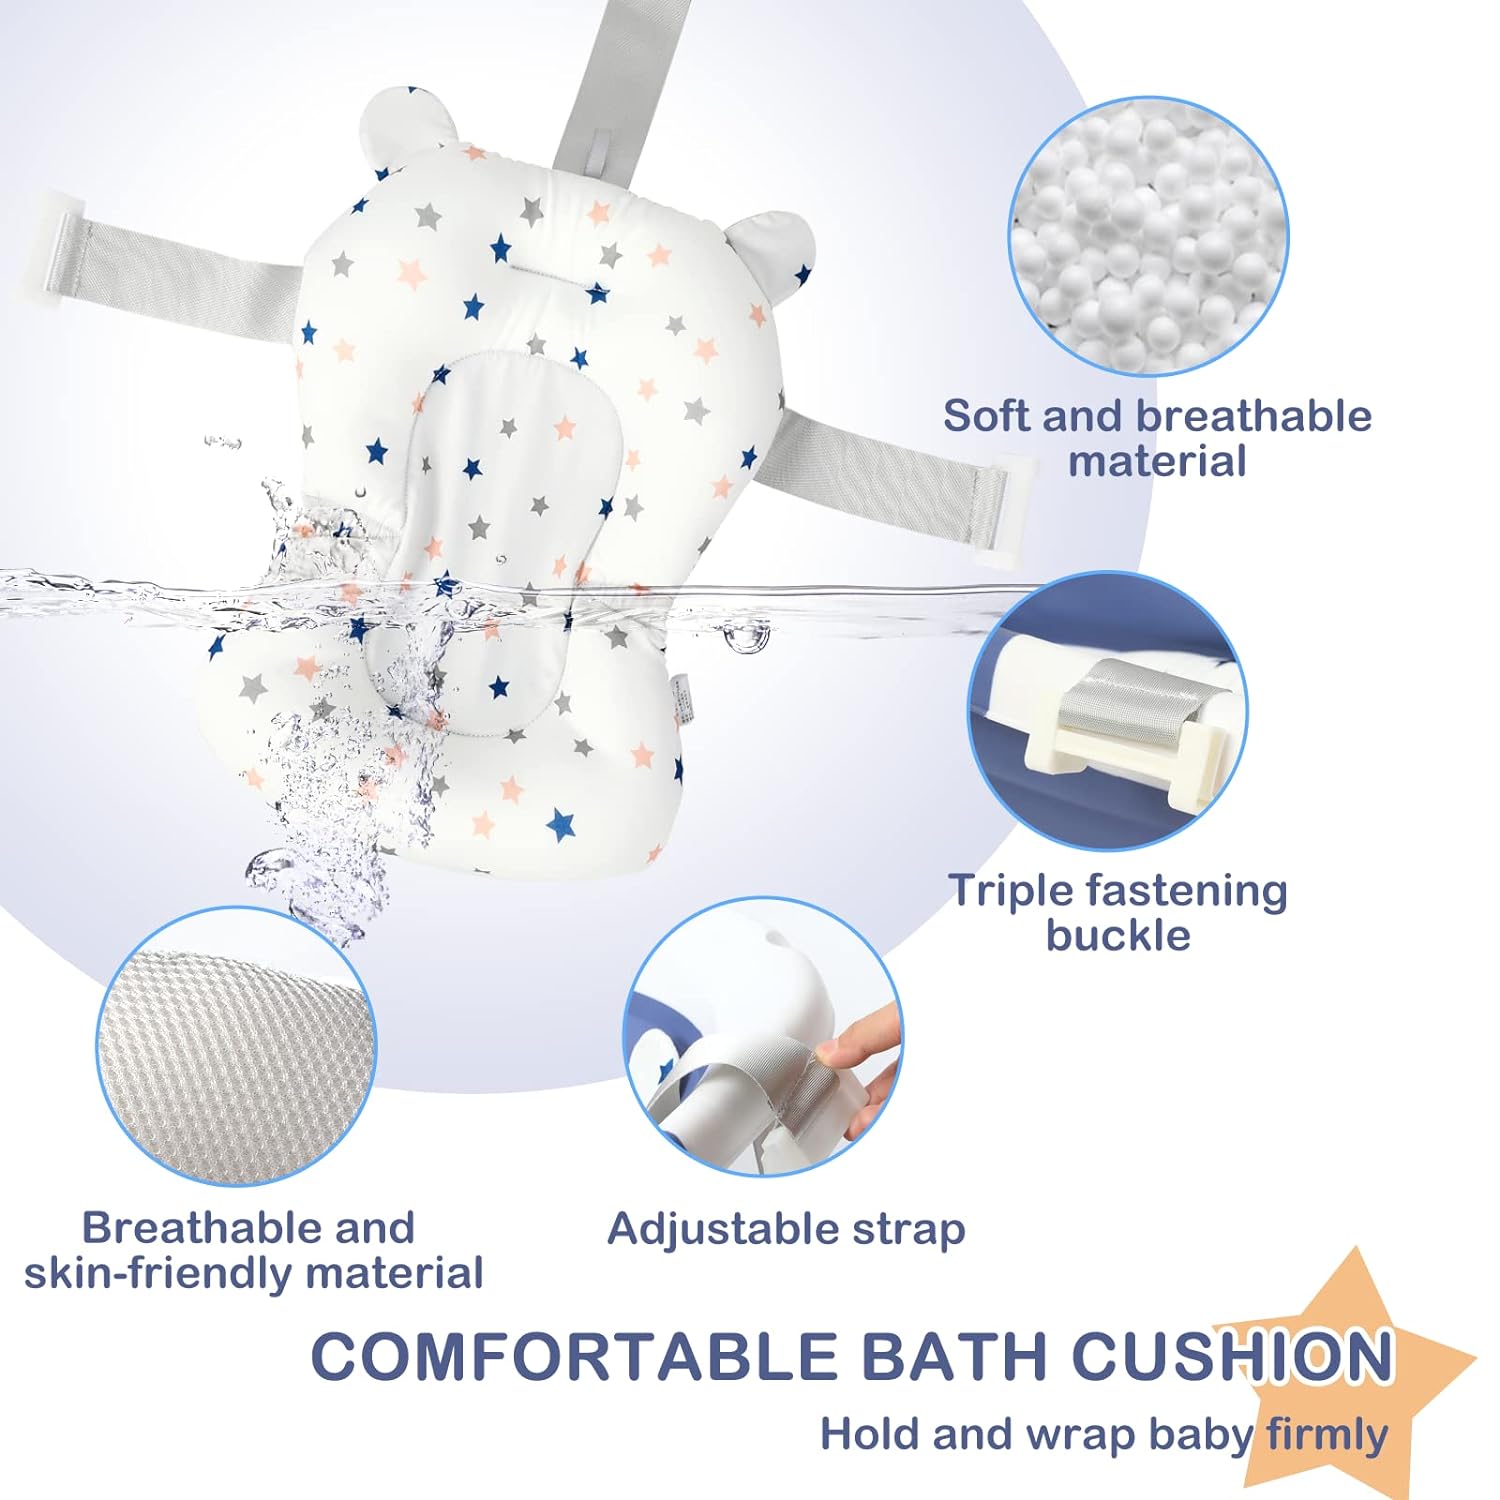 Soft and breathable
material
Triple fastening
buckle
Breathable and
skin-friendly material
Adjustable strap
COMFORTABLE BATH CUSHION
Hold and wrap baby firmly